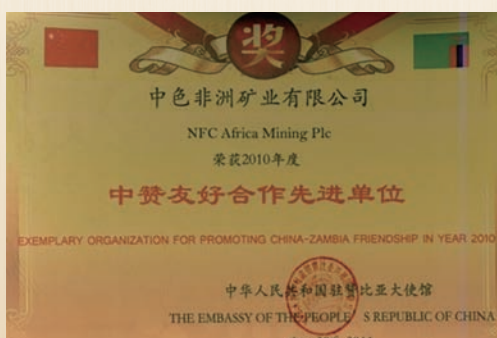 奖
中色非洲矿业有限公司
NFC Africa Mining Plc
荣获2010年度
中赞友好合作先进单位
EXEMPLARY ORGANIZATION FOR PROMOTING CHINA-ZAMBIA FRIENDSHIP IN YEAR 2010
中华人民共和国驻赞比亚大使馆
THE EMBASSY OF THE PEOPLE'S REPUBLIC OF CHINA